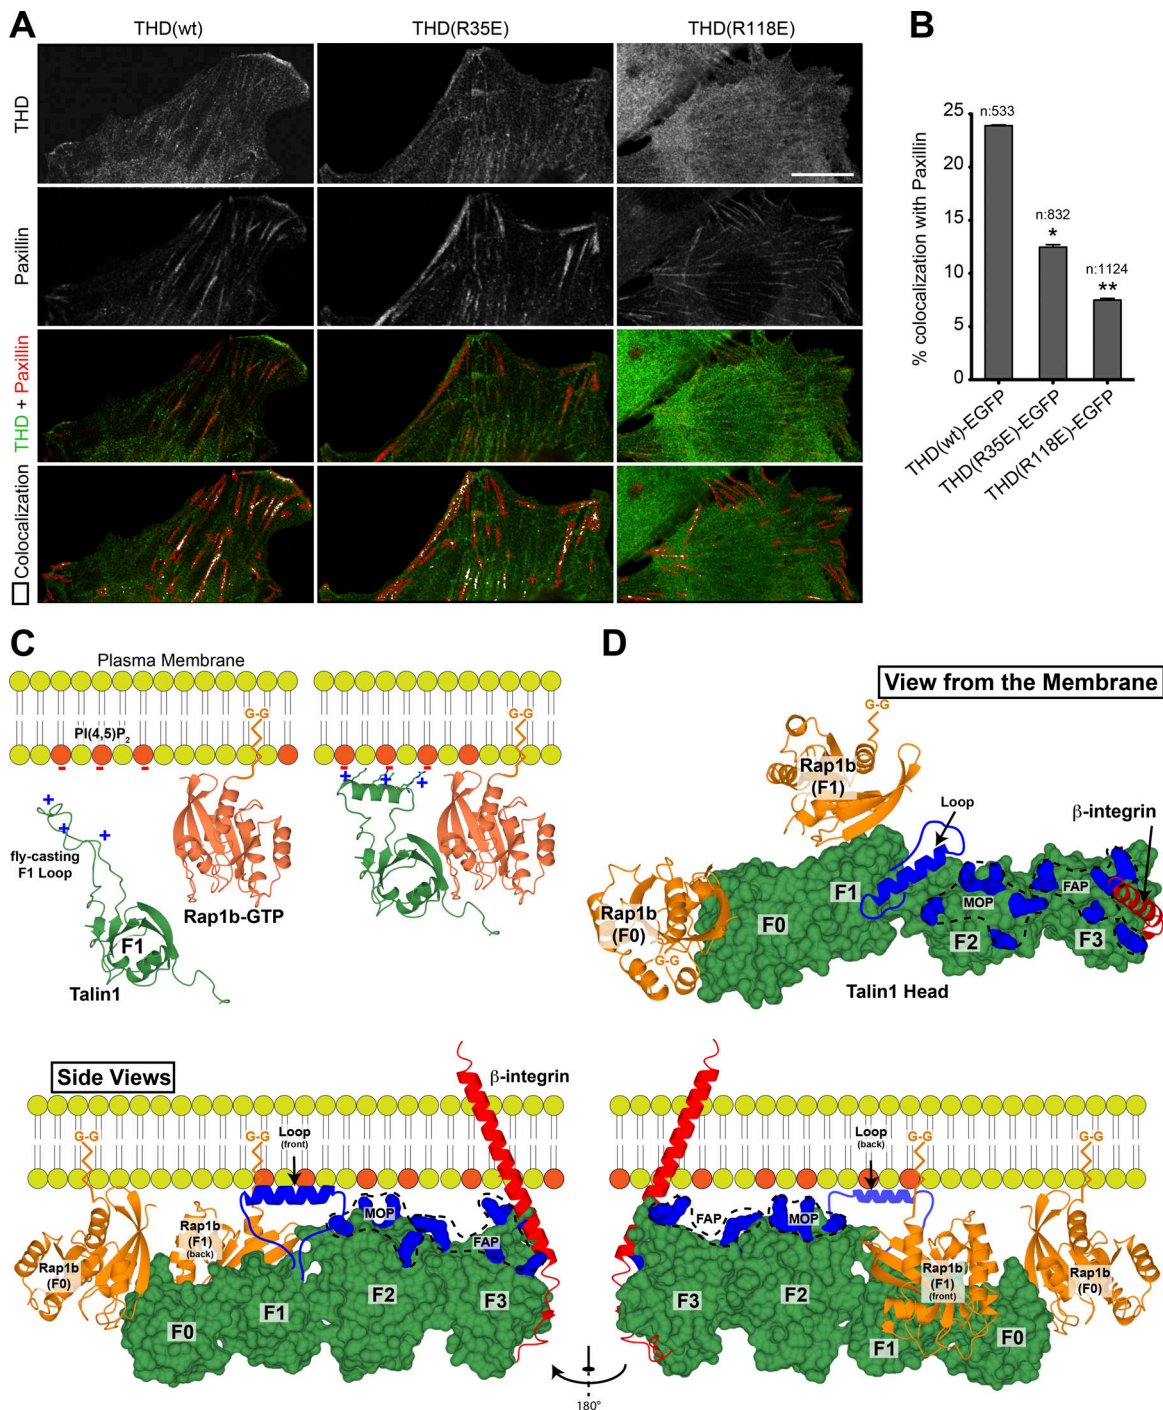 A
THD(wt)
THD(R35E)
THD(R118E)
THD
Paxillin
THD + Paxillin
Colocalization
B
% colocalization with Paxillin
25
20
15
10
5
0
n:533
n:832
*
n:1124
**
THD(wt)-EGFP
THD(R35E)-EGFP
THD(R118E)-EGFP
C
Plasma Membrane
G-G
G-G
PI(4,5)P2
- - -
+ + +
- - -
+ + +
fly-casting
F1 Loop
Rap1b-GTP
F1
Talin1
D
View from the Membrane
G-G
Rap1b
(F1)
Loop
β-integrin
Rap1b
(F0)
G-G
F0
F1
MOP
F2
FAP
F3
Talin1 Head
Side Views
β-integrin
G-G
G-G
Loop
(front)
MOP
FAP
Rap1b
(F0)
Rap1b
(F1)
(back)
F0
F1
F2
F3
Loop
(back)
G-G
G-G
FAP
MOP
Rap1b
(F1)
(front)
Rap1b
(F0)
F3
F2
F1
F0
180°